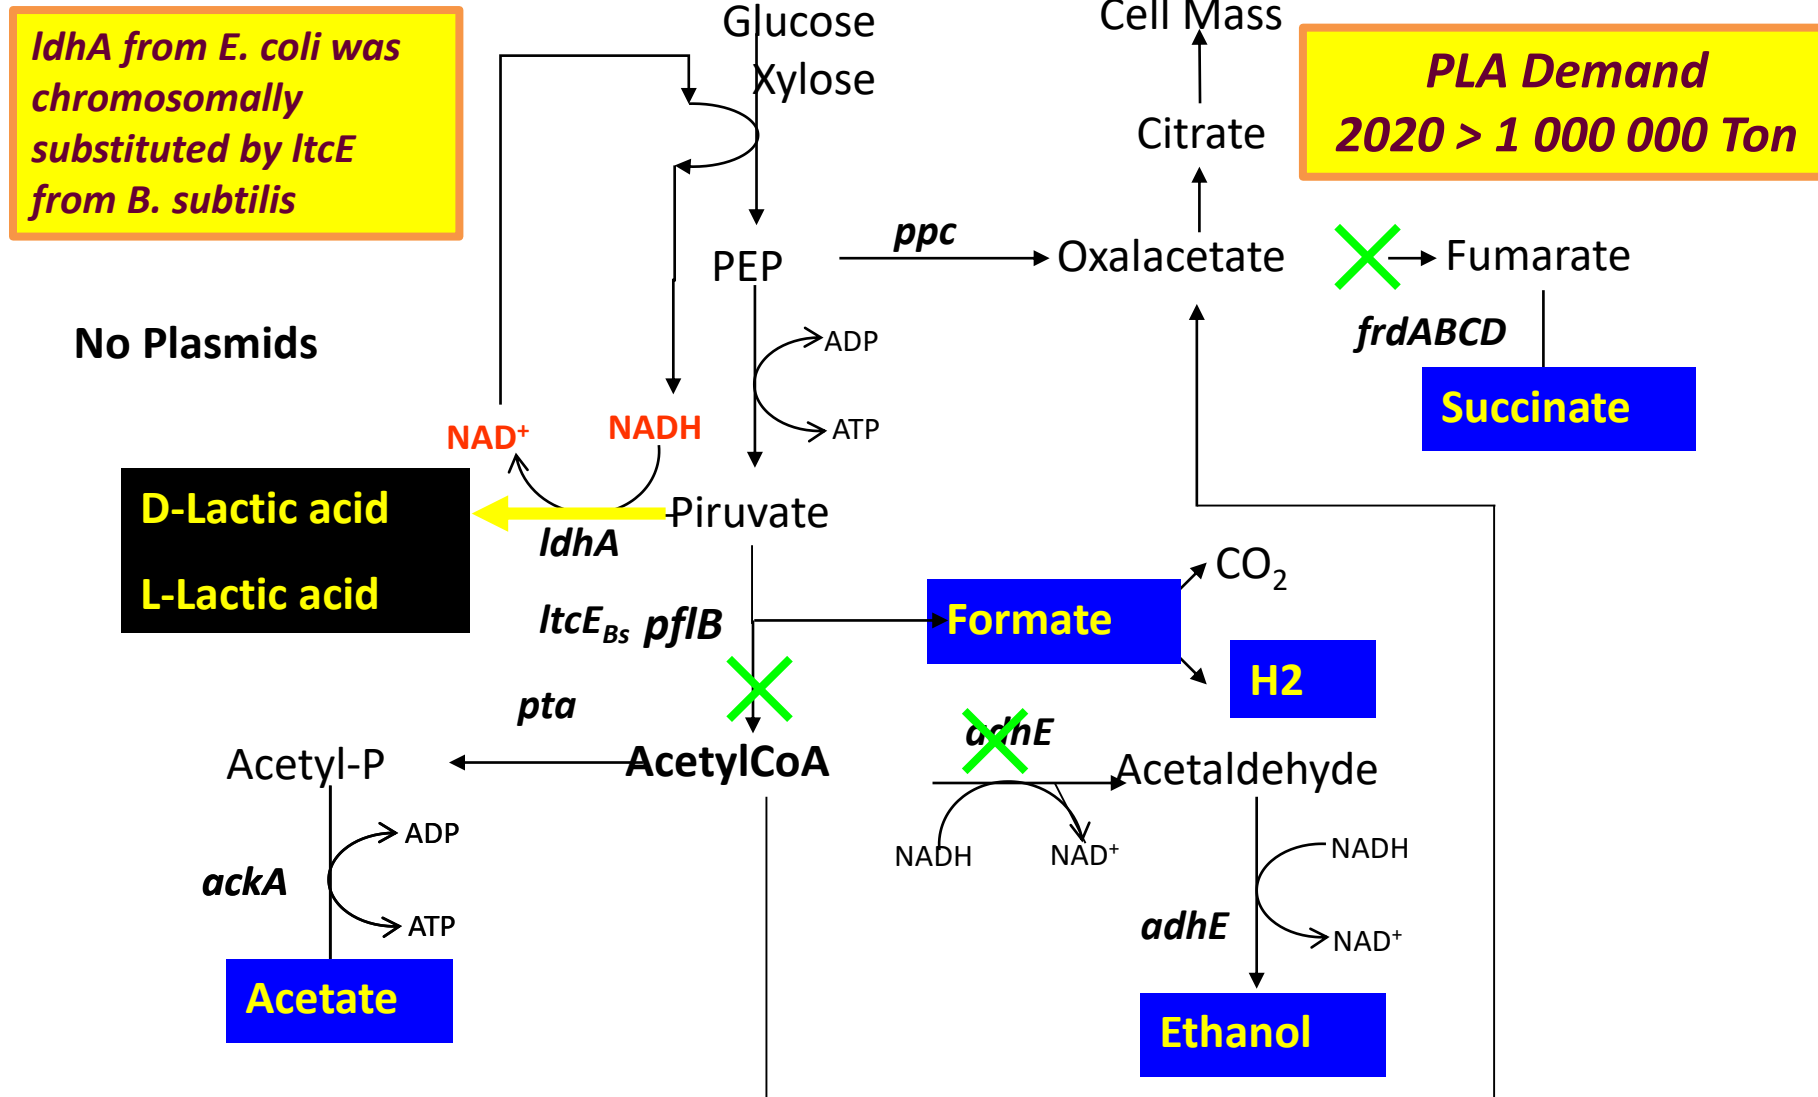 ldhA from E. coli was
chromosomally
substituted by ltcE
from B. subtilis
Glucose
Xylose
Cell Mass
Citrate
PLA Demand
2020 > 1 000 000 Ton
PEP
ppc
Oxalacetate
Fumarate
frdABCD
Succinate
No Plasmids
ADP
ATP
NAD+
NADH
D-Lactic acid
L-Lactic acid
ldhA
Piruvate
ltcEBs
pflB
Formate
CO2
H2
pta
Acetyl-P
AcetylCoA
adhE
Acetaldehyde
NADH
NAD+
ADP
ackA
ATP
Acetate
NADH
adhE
NAD+
Ethanol